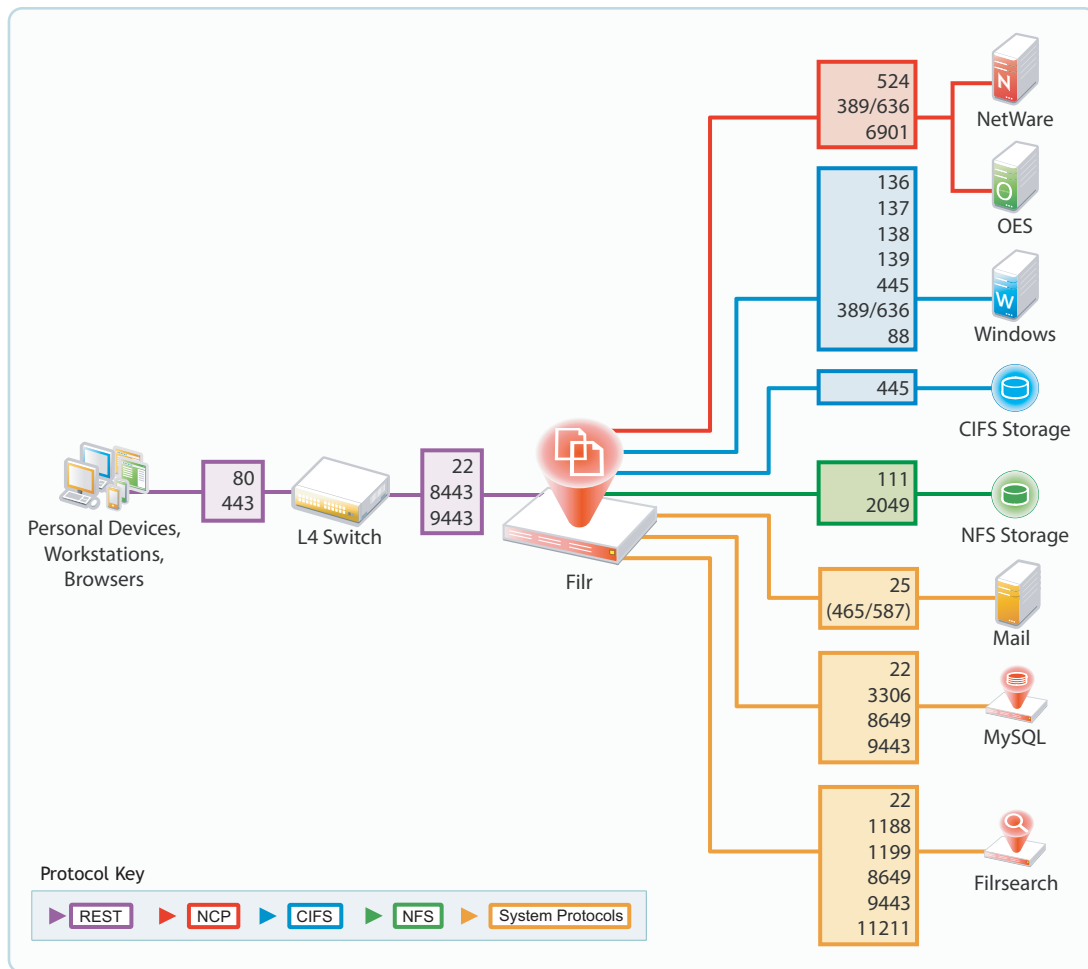 524
389/636
6901
N
NetWare
O
OES
136
137
138
139
445
389/636
88
W
Windows
445
CIFS Storage
80
443
Personal Devices,
Workstations,
Browsers
L4 Switch
22
8443
9443
Filr
111
2049
NFS Storage
25
(465/587)
Mail
22
3306
8649
9443
MySQL
22
1188
1199
8649
9443
11211
Filrsearch
Protocol Key
REST
NCP
CIFS
NFS
System Protocols